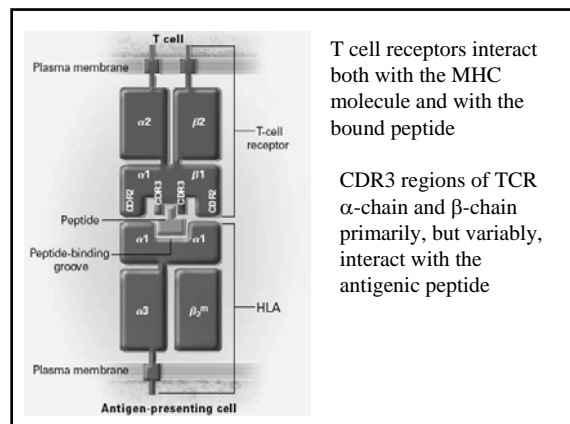 T cell
Plasma membrane
α2
β2
T-cell
receptor
α1
β1
CDR2
CDR3
CDR3
CDR2
Peptide
α1
α1
Peptide-binding
groove
α3
β2m
HLA
Plasma membrane
Antigen-presenting cell
T cell receptors interact
both with the MHC
molecule and with the
bound peptide
CDR3 regions of TCR
α-chain and β-chain
primarily, but variably,
interact with the
antigenic peptide